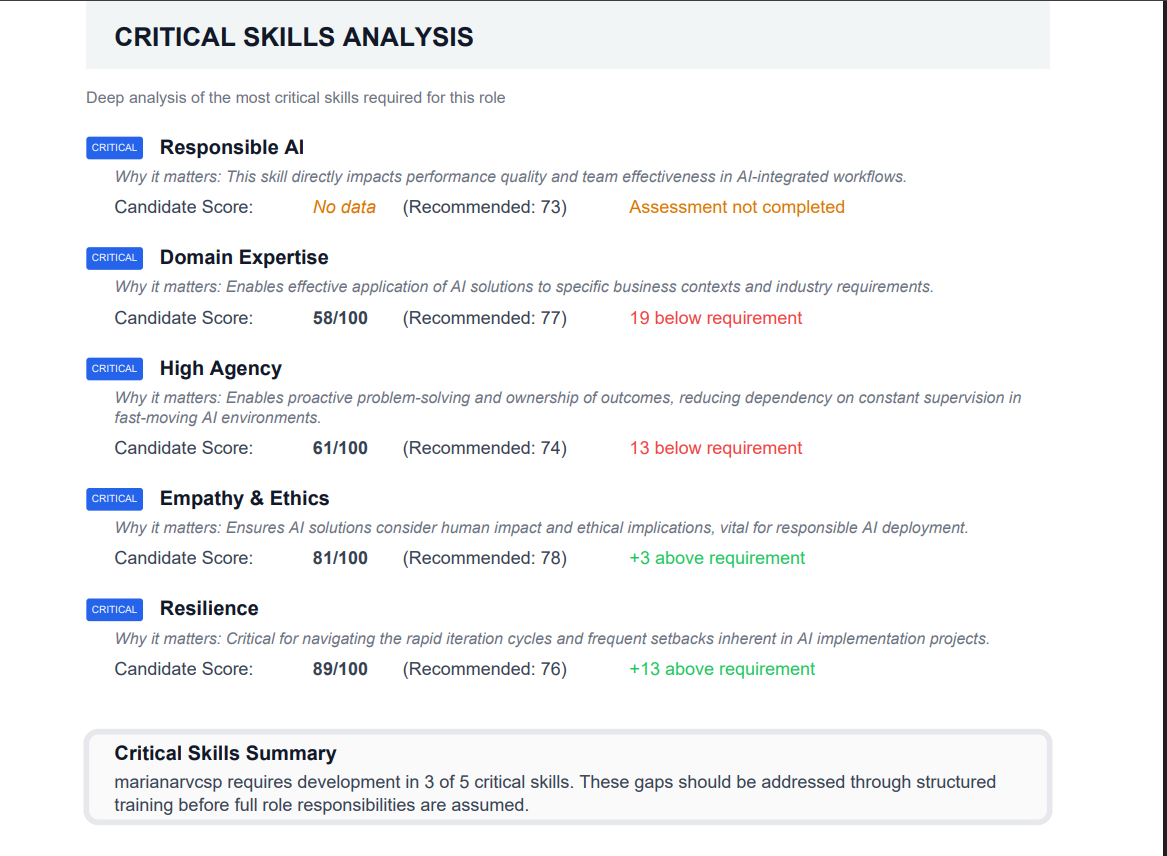 CRITICAL SKILLS ANALYSIS
Deep analysis of the most critical skills required for this role
CRITICAL Responsible AI
Why it matters: This skill directly impacts performance quality and team effectiveness in AI-integrated workflows.
Candidate Score: No data (Recommended: 73) Assessment not completed
CRITICAL Domain Expertise
Why it matters: Enables effective application of AI solutions to specific business contexts and industry requirements.
Candidate Score: 58/100 (Recommended: 77) 19 below requirement
CRITICAL High Agency
Why it matters: Enables proactive problem-solving and ownership of outcomes, reducing dependency on constant supervision in
fast-moving AI environments.
Candidate Score: 61/100 (Recommended: 74) 13 below requirement
CRITICAL Empathy & Ethics
Why it matters: Ensures AI solutions consider human impact and ethical implications, vital for responsible AI deployment.
Candidate Score: 81/100 (Recommended: 78) +3 above requirement
CRITICAL Resilience
Why it matters: Critical for navigating the rapid iteration cycles and frequent setbacks inherent in AI implementation projects.
Candidate Score: 89/100 (Recommended: 76) +13 above requirement
Critical Skills Summary
marianarvcsp requires development in 3 of 5 critical skills. These gaps should be addressed through structured
training before full role responsibilities are assumed.